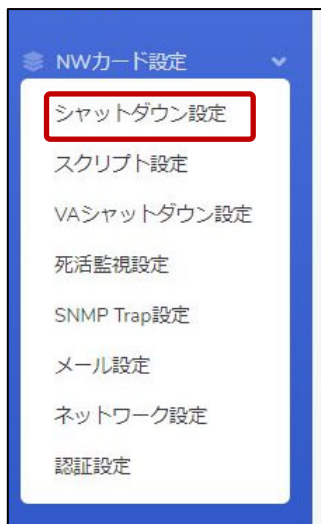 NWカード設定
シャットダウン設定
スクリプト設定
VAシャットダウン設定
死活監視設定
SNMP Trap設定
メール設定
ネットワーク設定
認証設定